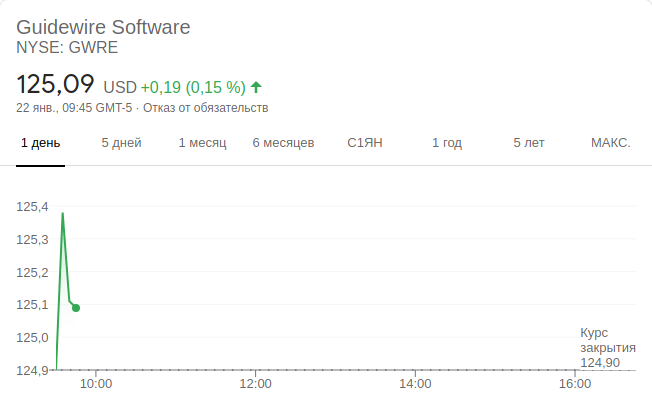 Guidewire Software
NYSE: GWRE
125,09 USD +0,19 (0,15 %)
22 янв., 09:45 GMT-5 · Отказ от обязательств
1 день 5 дней 1 месяц 6 месяцев С1ЯН 1 год 5 лет МАКС.
125,4
125,3
125,2
125,1
125,0
124,9
Курс
закрытия
124,90
10:00 12:00 14:00 16:00